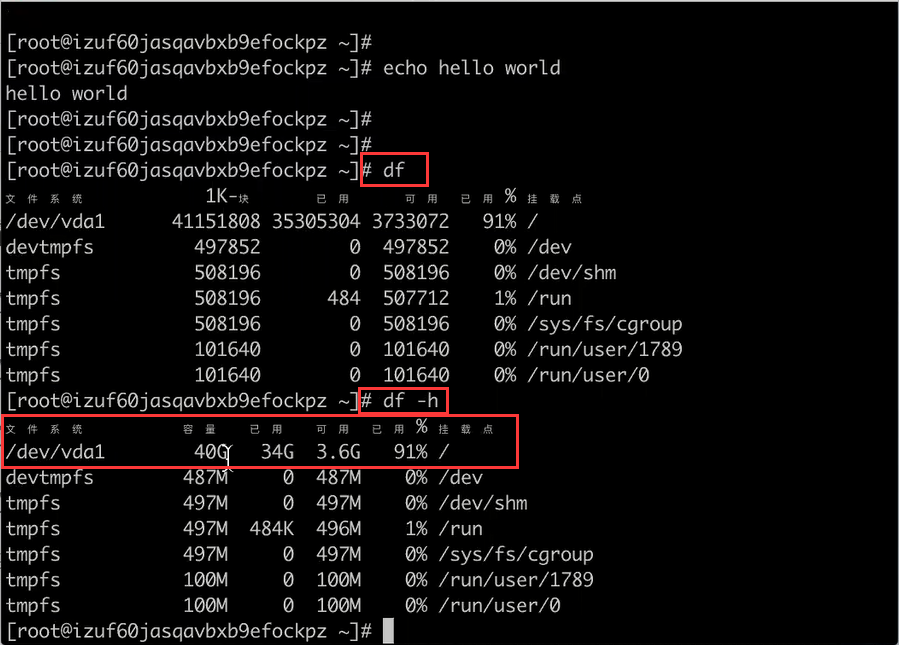 [root@izuf60jasqavbxb9efockpz ~]#
[root@izuf60jasqavbxb9efockpz ~]# echo hello world
hello world
[root@izuf60jasqavbxb9efockpz ~]#
[root@izuf60jasqavbxb9efockpz ~]#
[root@izuf60jasqavbxb9efockpz ~]# df
文件系统 1K-块 已用 可用 已用% 挂载点
/dev/vda1 41151808 35305304 3733072 91% /
devtmpfs 497852 0 497852 0% /dev
tmpfs 508196 0 508196 0% /dev/shm
tmpfs 508196 484 507712 1% /run
tmpfs 508196 0 508196 0% /sys/fs/cgroup
tmpfs 101640 0 101640 0% /run/user/1789
tmpfs 101640 0 101640 0% /run/user/0
[root@izuf60jasqavbxb9efockpz ~]# df -h
文件系统 容量 已用 可用 已用% 挂载点
/dev/vda1 40G 34G 3.6G 91% /
devtmpfs 487M 0 487M 0% /dev
tmpfs 497M 0 497M 0% /dev/shm
tmpfs 497M 484K 496M 1% /run
tmpfs 497M 0 497M 0% /sys/fs/cgroup
tmpfs 100M 0 100M 0% /run/user/1789
tmpfs 100M 0 100M 0% /run/user/0
[root@izuf60jasqavbxb9efockpz ~]#